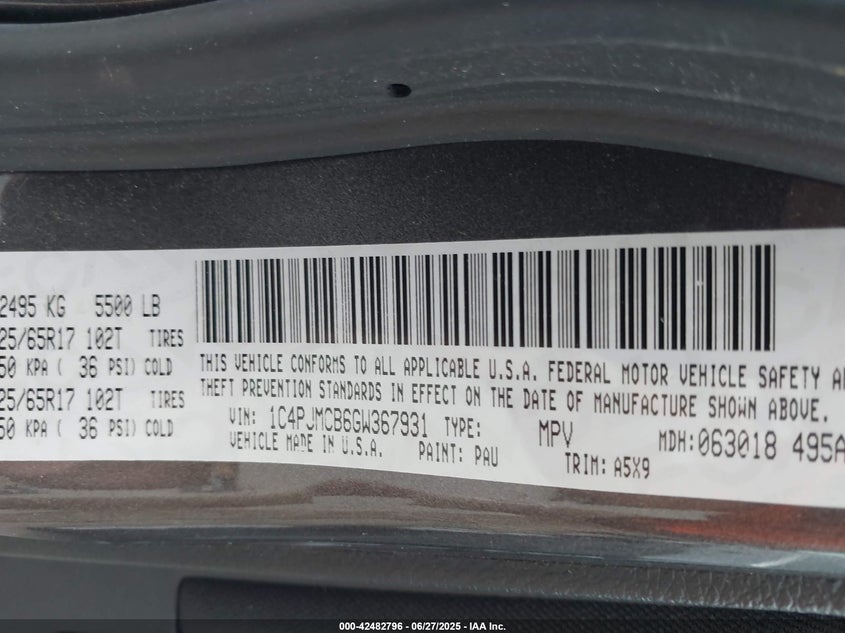 2495 KG 5500 LB
25/65R17 102T TIRES
50 KPA ( 36 PSI) COLD
25/65R17 102T TIRES
50 KPA ( 36 PSI) COLD
THIS VEHICLE CONFORMS TO ALL APPLICABLE U.S.A. FEDERAL MOTOR VEHICLE SAFETY A
THEFT PREVENTION STANDARDS IN EFFECT ON THE DATE OF MANUFACTURE SHOWN ABOVE.
VIN: 1C4PJMCB6GW367931 TYPE: MPV MDH:063018 495A
VEHICLE MADE IN U.S.A. PAINT: PAU TRIM: A5X9
000-42482796 - 06/27/2025 - IAA Inc.